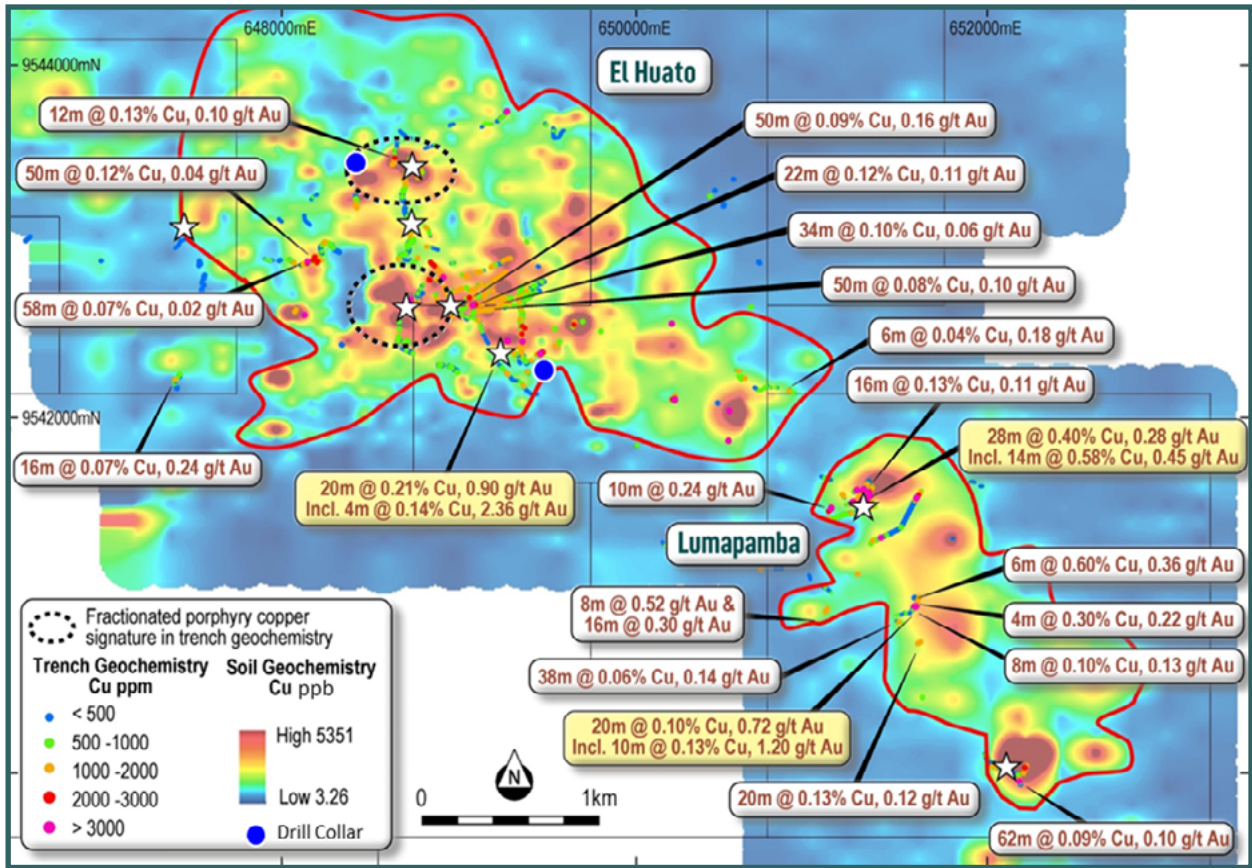 648000mE
650000mE
652000mE
9544000mN
El Huato
12m @ 0.13% Cu, 0.10 g/t Au
50m @ 0.09% Cu, 0.16 g/t Au
50m @ 0.12% Cu, 0.04 g/t Au
22m @ 0.12% Cu, 0.11 g/t Au
34m @ 0.10% Cu, 0.06 g/t Au
50m @ 0.08% Cu, 0.10 g/t Au
58m @ 0.07% Cu, 0.02 g/t Au
6m @ 0.04% Cu, 0.18 g/t Au
16m @ 0.13% Cu, 0.11 g/t Au
9542000mN
28m @ 0.40% Cu, 0.28 g/t Au
Incl. 14m @ 0.58% Cu, 0.45 g/t Au
16m @ 0.07% Cu, 0.24 g/t Au
20m @ 0.21% Cu, 0.90 g/t Au
Incl. 4m @ 0.14% Cu, 2.36 g/t Au
10m @ 0.24 g/t Au
Lumapamba
6m @ 0.60% Cu, 0.36 g/t Au
8m @ 0.52 g/t Au &
16m @ 0.30 g/t Au
4m @ 0.30% Cu, 0.22 g/t Au
8m @ 0.10% Cu, 0.13 g/t Au
38m @ 0.06% Cu, 0.14 g/t Au
20m @ 0.10% Cu, 0.72 g/t Au
Incl. 10m @ 0.13% Cu, 1.20 g/t Au
20m @ 0.13% Cu, 0.12 g/t Au
62m @ 0.09% Cu, 0.10 g/t Au
Fractionated porphyry copper
signature in trench geochemistry
Trench Geochemistry
Cu ppm
< 500
500 -1000
1000 -2000
2000 -3000
> 3000
Soil Geochemistry
Cu ppb
High 5351
Low 3.26
Drill Collar
N
0
1km